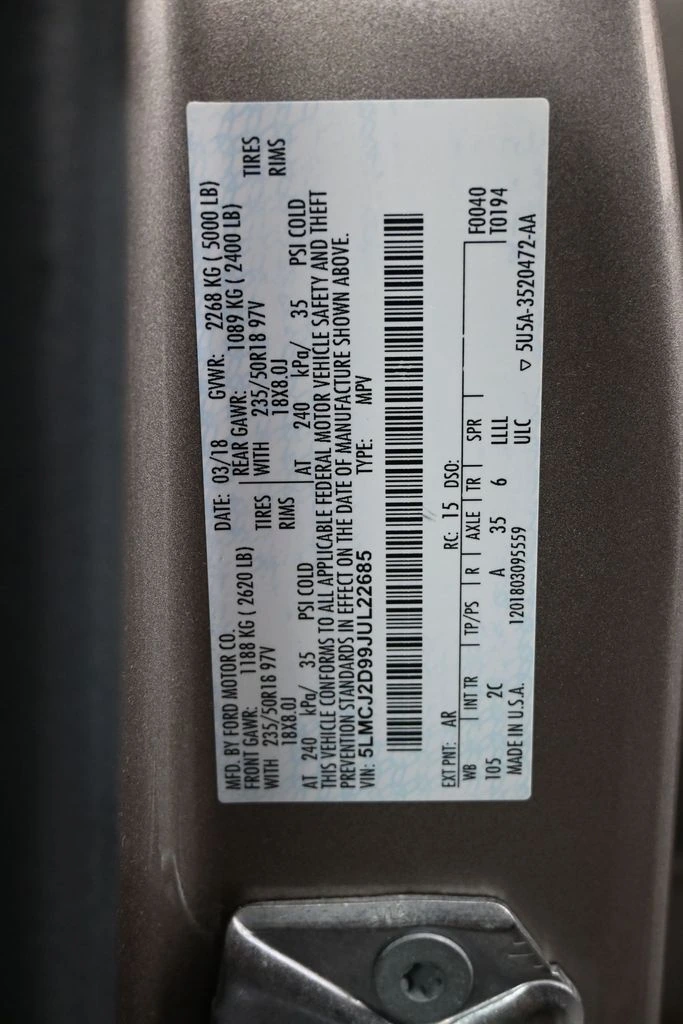 MFD. BY FORD MOTOR CO.
DATE: 03/18 GVWR: 2268 KG ( 5000 LB)
FRONT GAWR: 1188 KG ( 2620 LB)
REAR GAWR: 1089 KG ( 2400 LB)
WITH 235/50R18 97V TIRES
WITH 235/50R18 97V TIRES
18X8.0J RIMS
18X8.0J RIMS
AT 240 kPa/ 35 PSI COLD
AT 240 kPa/ 35 PSI COLD
THIS VEHICLE CONFORMS TO ALL APPLICABLE FEDERAL MOTOR VEHICLE SAFETY AND THEFT
PREVENTION STANDARDS IN EFFECT ON THE DATE OF MANUFACTURE SHOWN ABOVE.
VIN: 5LMCJ2D99JUL22685 TYPE: MPV
EXT PNT: AR RC: 15 DSO:
WB INT TR TP/PS R AXLE TR SPR F0040
105 2C A 35 6 LLLL T0194
ULC
MADE IN U.S.A. 1201803095559 ▽ 5U5A-3520472-AA